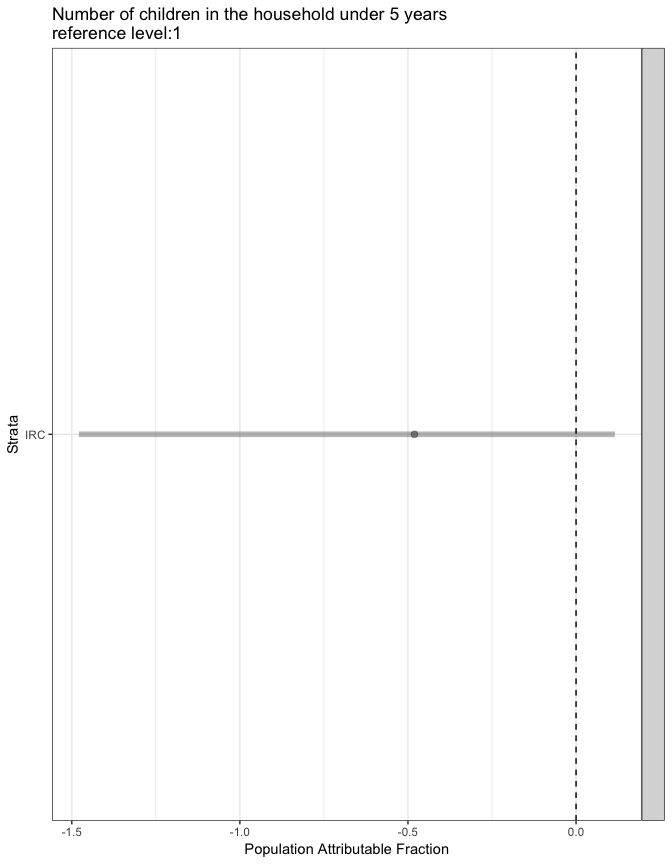 Number of children in the household under 5 years
reference level:1
Strata
IRC
-1.5 -1.0 -0.5 0.0
Population Attributable Fraction